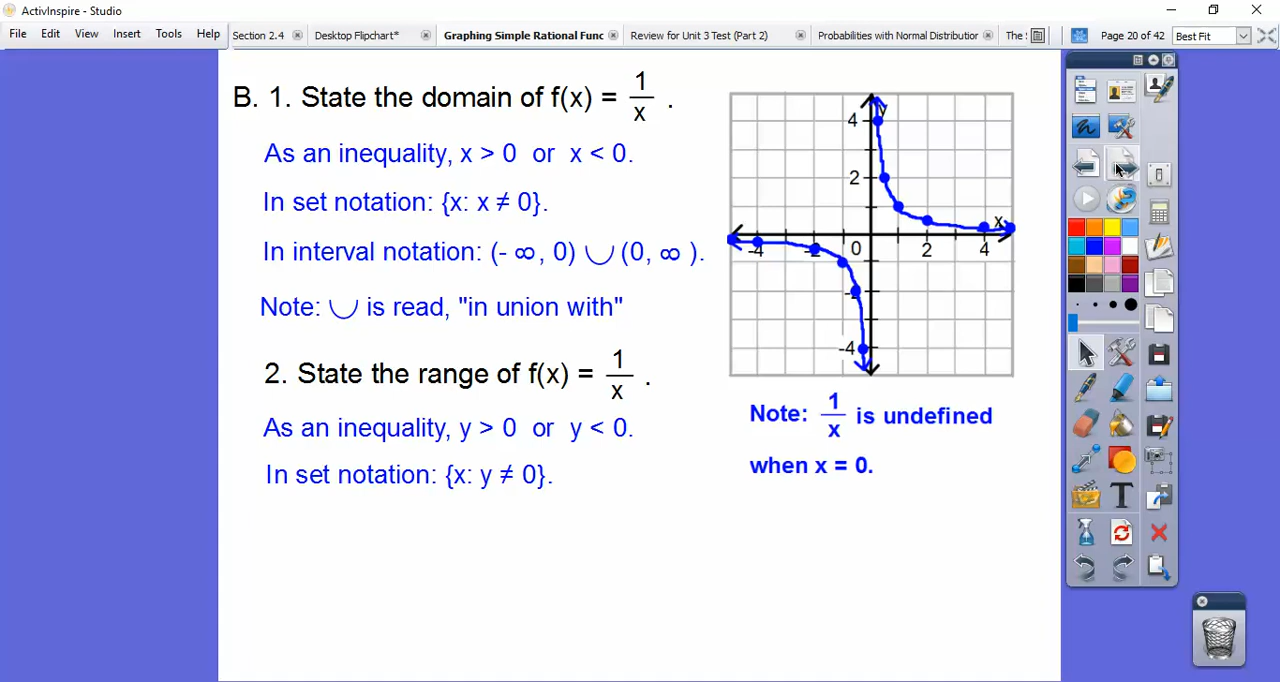 ActivInspire - Studio
File Edit View Insert Tools Help
Section 2.4 Desktop Flipchart* Graphing Simple Rational Func Review for Unit 3 Test (Part 2) Probabilities with Normal Distribution The Page 20 of 42 Best Fit
B. 1. State the domain of f(x) = 1/x .
As an inequality, x > 0 or x < 0.
In set notation: {x: x ≠ 0}.
In interval notation: (- ∞, 0) ∪ (0, ∞ ).
Note: ∪ is read, "in union with"
2. State the range of f(x) = 1/x .
As an inequality, y > 0 or y < 0.
In set notation: {x: y ≠ 0}.
y
4
2
x
-4 -2 0 2 4
-2
-4
Note: 1/x is undefined
when x = 0.
T